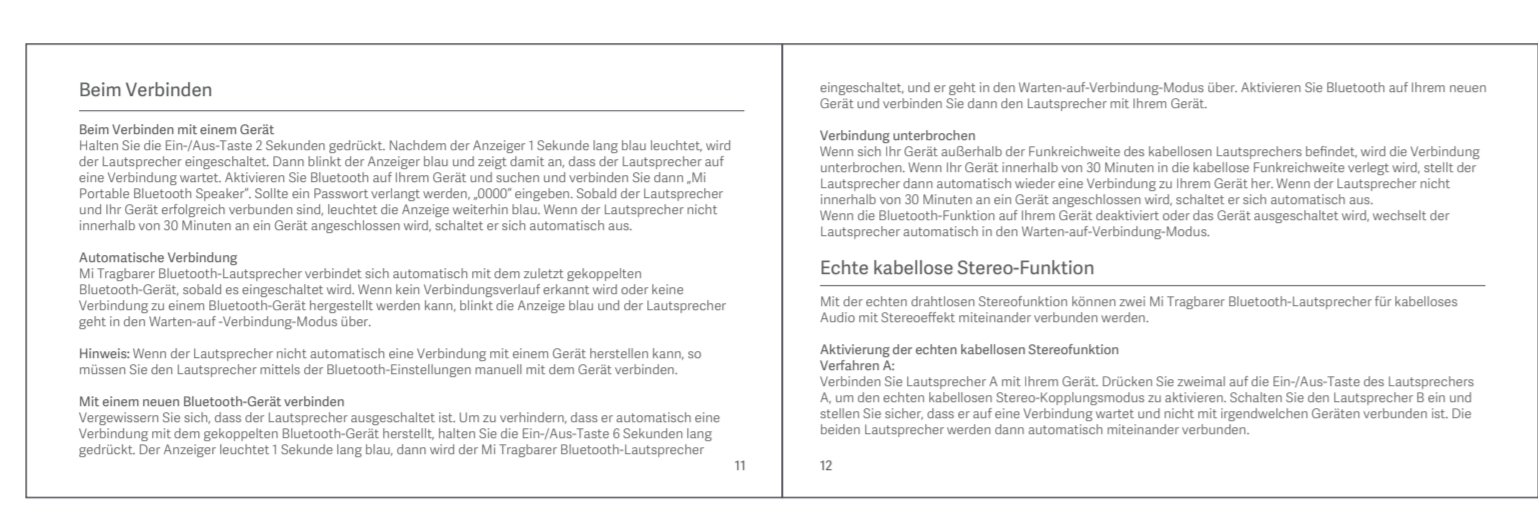 Beim Verbinden
Beim Verbinden mit einem Gerät
Halten Sie die Ein-/Aus-Taste 2 Sekunden gedrückt. Nachdem der Anzeiger 1 Sekunde lang blau leuchtet, wird
der Lautsprecher eingeschaltet. Dann blinkt der Anzeiger blau und zeigt damit an, dass der Lautsprecher auf
eine Verbindung wartet. Aktivieren Sie Bluetooth auf Ihrem Gerät und suchen und verbinden Sie dann „Mi
Portable Bluetooth Speaker“. Sollte ein Passwort verlangt werden, „0000“ eingeben. Sobald der Lautsprecher
und Ihr Gerät erfolgreich verbunden sind, leuchtet die Anzeige weiterhin blau. Wenn der Lautsprecher nicht
innerhalb von 30 Minuten an ein Gerät angeschlossen wird, schaltet er sich automatisch aus.
Automatische Verbindung
Mi Tragbarer Bluetooth-Lautsprecher verbindet sich automatisch mit dem zuletzt gekoppelten
Bluetooth-Gerät, sobald es eingeschaltet wird. Wenn kein Verbindungsverlauf erkannt wird oder keine
Verbindung zu einem Bluetooth-Gerät hergestellt werden kann, blinkt die Anzeige blau und der Lautsprecher
geht in den Warten-auf -Verbindung-Modus über.
Hinweis: Wenn der Lautsprecher nicht automatisch eine Verbindung mit einem Gerät herstellen kann, so
müssen Sie den Lautsprecher mittels der Bluetooth-Einstellungen manuell mit dem Gerät verbinden.
Mit einem neuen Bluetooth-Gerät verbinden
Vergewissern Sie sich, dass der Lautsprecher ausgeschaltet ist. Um zu verhindern, dass er automatisch eine
Verbindung mit dem gekoppelten Bluetooth-Gerät herstellt, halten Sie die Ein-/Aus-Taste 6 Sekunden lang
gedrückt. Der Anzeiger leuchtet 1 Sekunde lang blau, dann wird der Mi Tragbarer Bluetooth-Lautsprecher
11
eingeschaltet, und er geht in den Warten-auf-Verbindung-Modus über. Aktivieren Sie Bluetooth auf Ihrem neuen
Gerät und verbinden Sie dann den Lautsprecher mit Ihrem Gerät.
Verbindung unterbrochen
Wenn sich Ihr Gerät außerhalb der Funkreichweite des kabellosen Lautsprechers befindet, wird die Verbindung
unterbrochen. Wenn Ihr Gerät innerhalb von 30 Minuten in die kabellose Funkreichweite verlegt wird, stellt der
Lautsprecher dann automatisch wieder eine Verbindung zu Ihrem Gerät her. Wenn der Lautsprecher nicht
innerhalb von 30 Minuten an ein Gerät angeschlossen wird, schaltet er sich automatisch aus.
Wenn die Bluetooth-Funktion auf Ihrem Gerät deaktiviert oder das Gerät ausgeschaltet wird, wechselt der
Lautsprecher automatisch in den Warten-auf-Verbindung-Modus.
Echte kabellose Stereo-Funktion
Mit der echten drahtlosen Stereofunktion können zwei Mi Tragbarer Bluetooth-Lautsprecher für kabelloses
Audio mit Stereoeffekt miteinander verbunden werden.
Aktivierung der echten kabellosen Stereofunktion
Verfahren A:
Verbinden Sie Lautsprecher A mit Ihrem Gerät. Drücken Sie zweimal auf die Ein-/Aus-Taste des Lautsprechers
A, um den echten kabellosen Stereo-Kopplungsmodus zu aktivieren. Schalten Sie den Lautsprecher B ein und
stellen Sie sicher, dass er auf eine Verbindung wartet und nicht mit irgendwelchen Geräten verbunden ist. Die
beiden Lautsprecher werden dann automatisch miteinander verbunden.
12